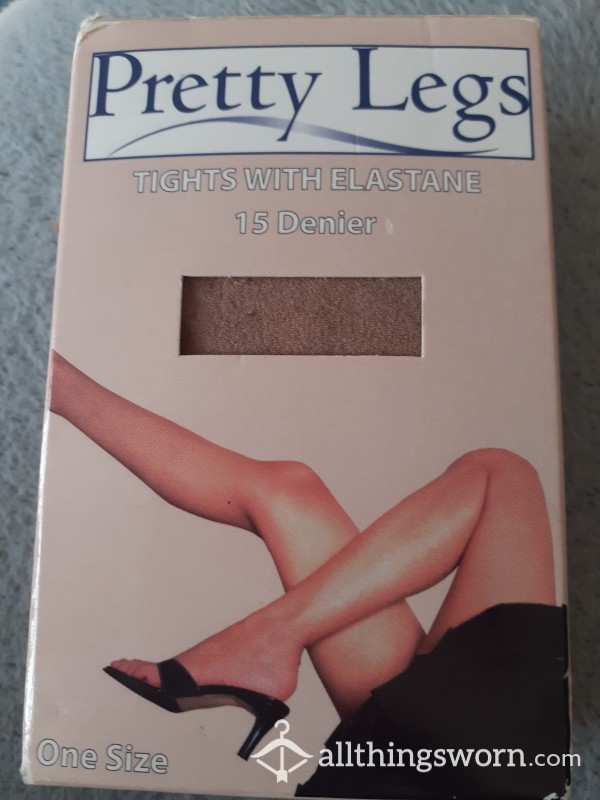 Pretty Legs
TIGHTS WITH ELASTANE
15 Denier
One Size
allthingsworn.com